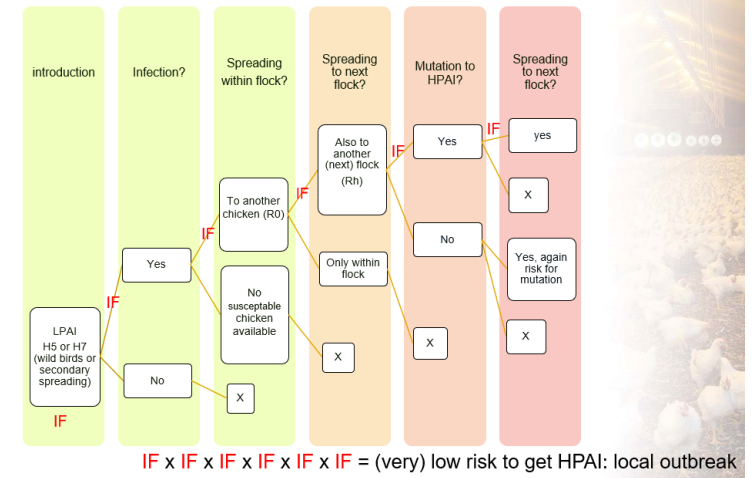 introduction
Infection?
Spreading
within flock?
Spreading
to next
flock?
Mutation to
HPAI?
Spreading
to next
flock?
LPAI
H5 or H7
(wild birds or
secondary
spreading)
IF
IF
Yes
No
IF
To another
chicken (R0)
No
susceptable
chicken
available
X
IF
Also to
another
(next) flock
(Rh)
Only within
flock
X
IF
Yes
No
X
IF
yes
X
Yes, again
risk for
mutation
X
IF x IF x IF x IF x IF x IF = (very) low risk to get HPAI: local outbreak